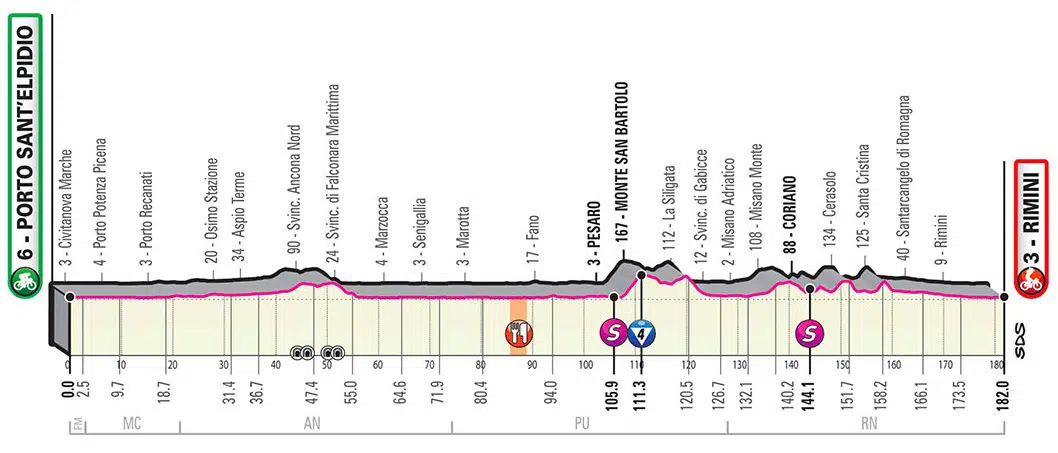 6 - PORTO SANT'ELPIDIO
3 - Civitanova Marche
4 - Porto Potenza Picena
3 - Porto Recanati
20 - Osimo Stazione
34 - Aspio Terme
90 - Svinc. Ancona Nord
24 - Svinc. di Falconara Marittima
4 - Marzocca
3 - Senigallia
3 - Marotta
17 - Fano
3 - PESARO
167 - MONTE SAN BARTOLO
112 - La Siligata
12 - Svinc. di Gabicce
2 - Misano Adriatico
108 - Misano Monte
88 - CORIANO
134 - Cerasolo
125 - Santa Cristina
40 - Santarcangelo di Romagna
9 - Rimini
3 - RIMINI
S
4
S
SDS
0 10 20 30 40 50 60 70 80 90 100 110 120 130 140 150 160 170 180
0.0 2.5 9.7 18.7 31.4 36.7 47.4 55.0 64.6 71.9 80.4 94.0 105.9 111.3 120.5 126.7 132.1 140.2 144.1 151.7 158.2 166.1 173.5 182.0
FM MC AN PU RN